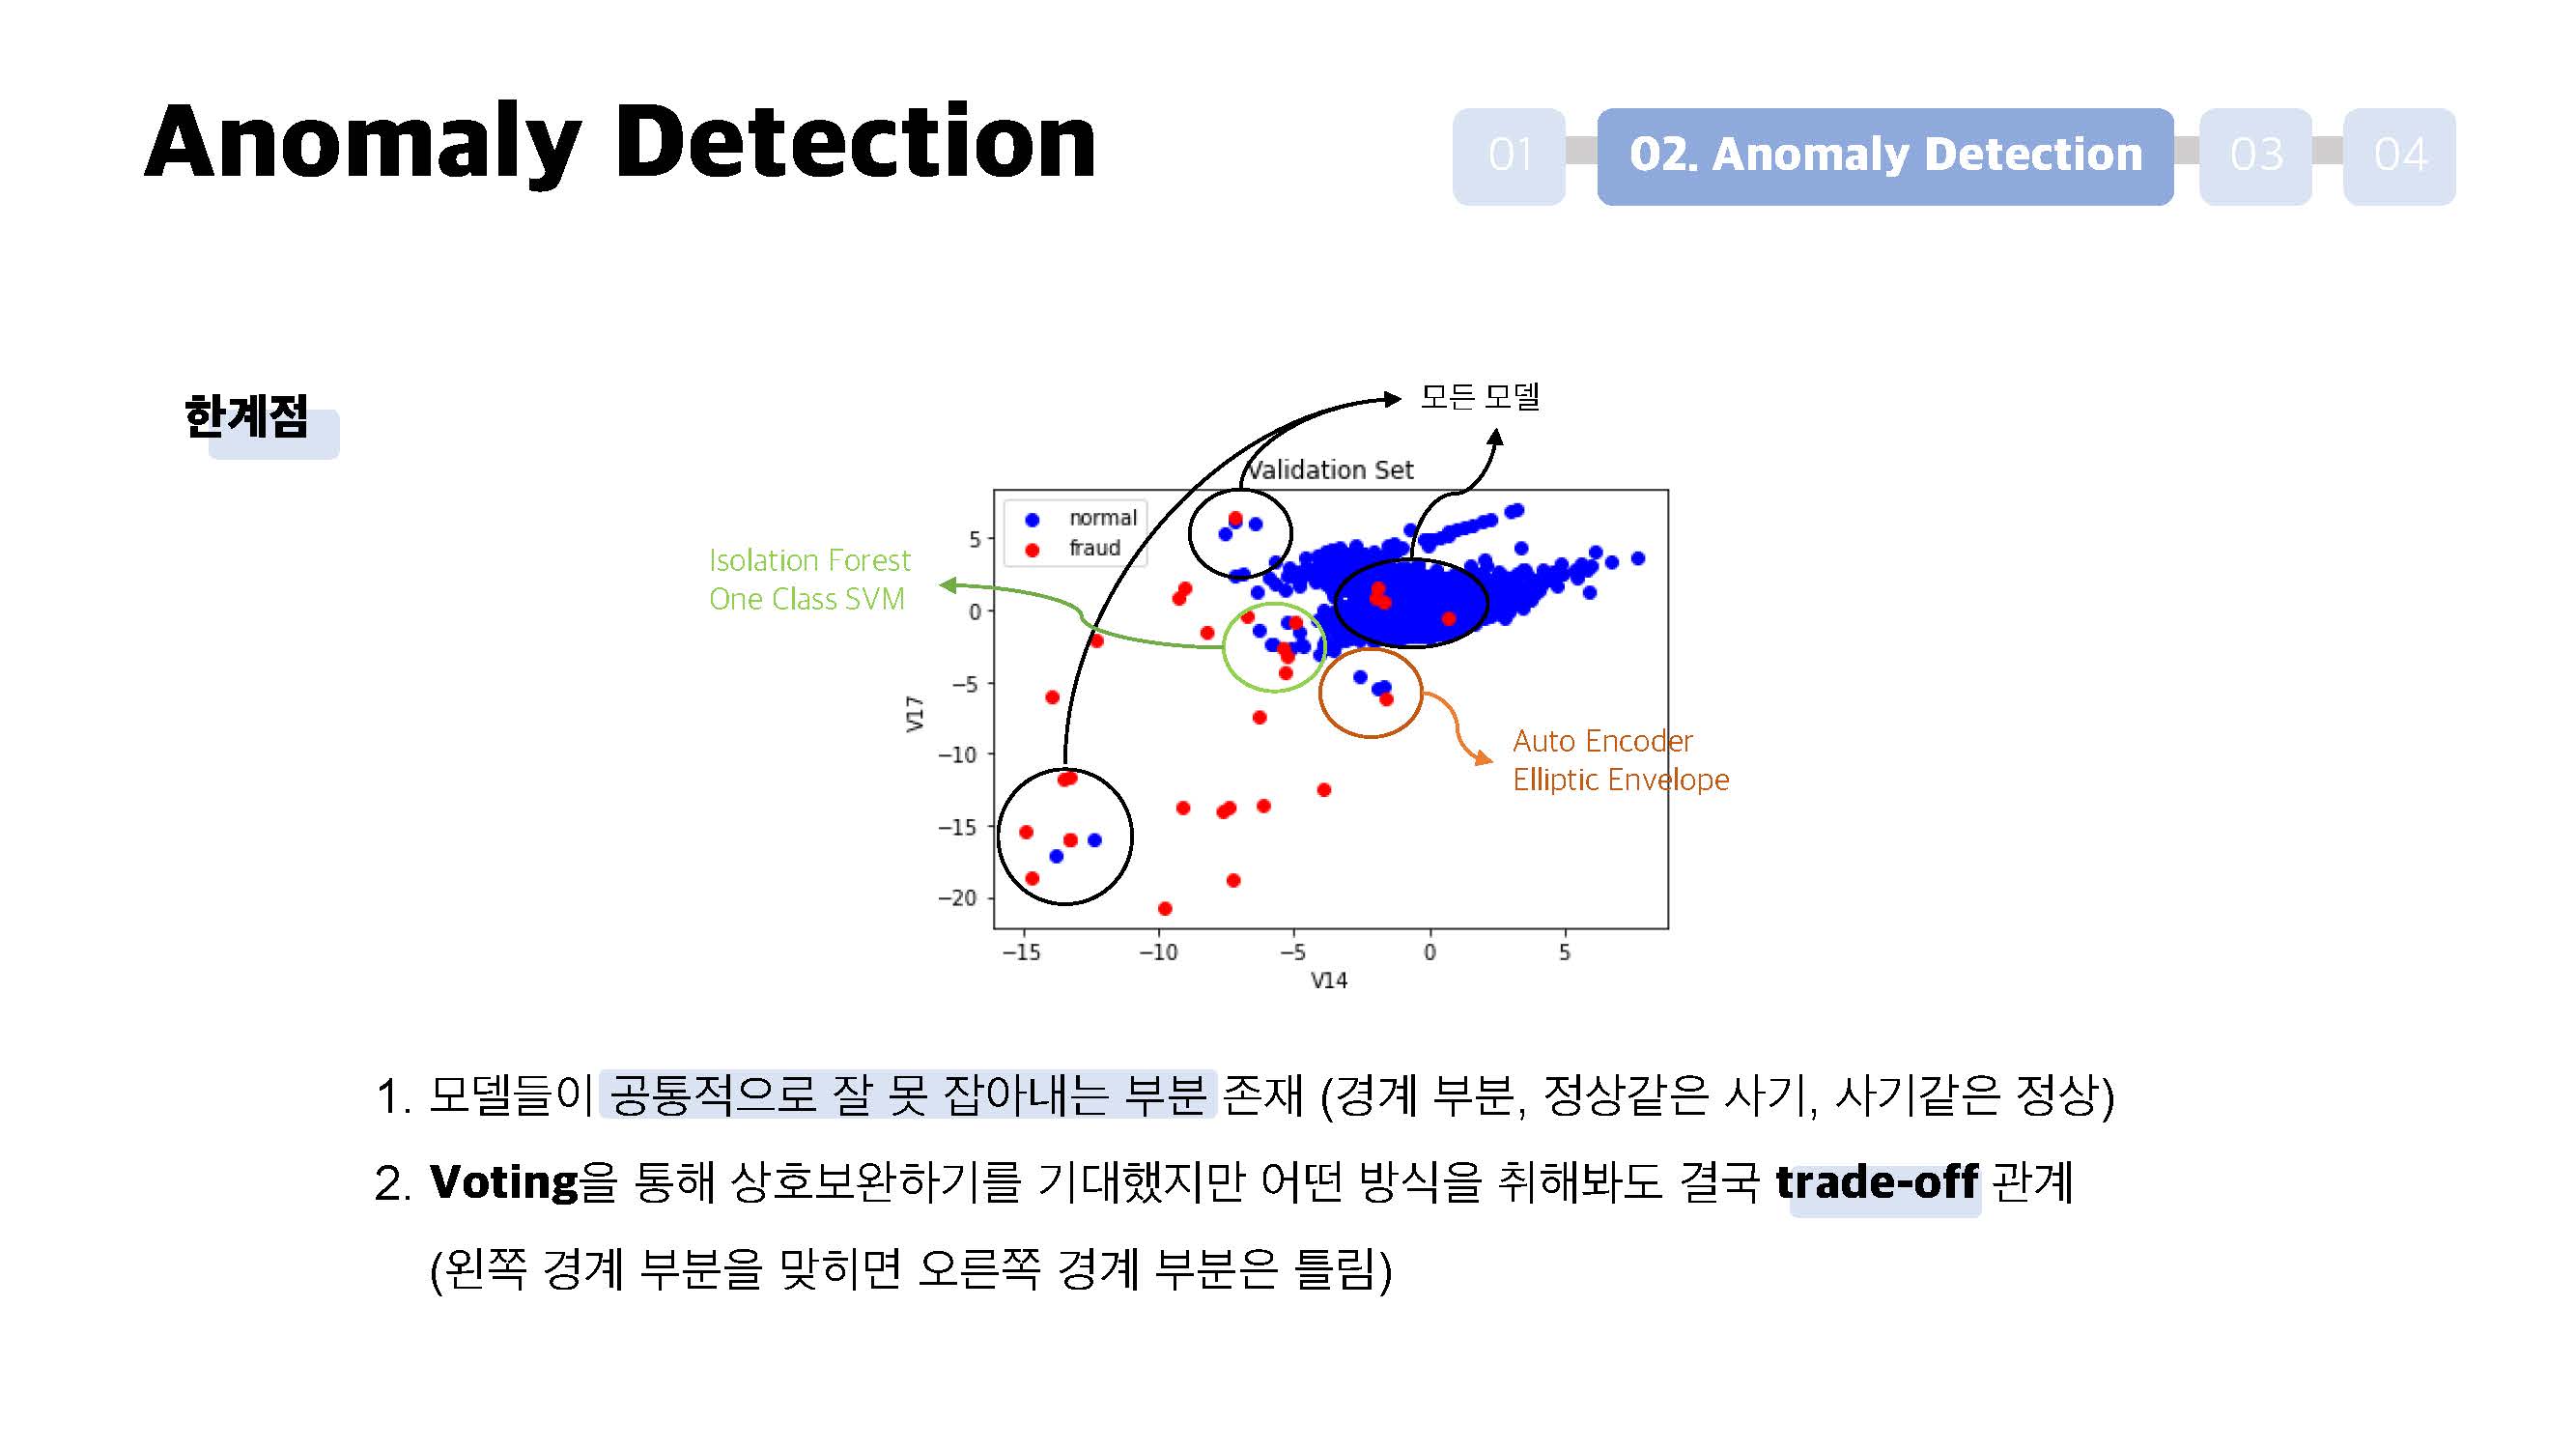 Anomaly Detection
01
02. Anomaly Detection
03
04
한계점
모든 모델
Validation Set
normal
fraud
Isolation Forest
One Class SVM
Auto Encoder
Elliptic Envelope
5
0
−5
−10
−15
−20
V17
−15
−10
−5
0
5
V14
1. 모델들이 공통적으로 잘 못 잡아내는 부분 존재 (경계 부분, 정상같은 사기, 사기같은 정상)
2. Voting을 통해 상호보완하기를 기대했지만 어떤 방식을 취해봐도 결국 trade-off 관계
(왼쪽 경계 부분을 맞히면 오른쪽 경계 부분은 틀림)